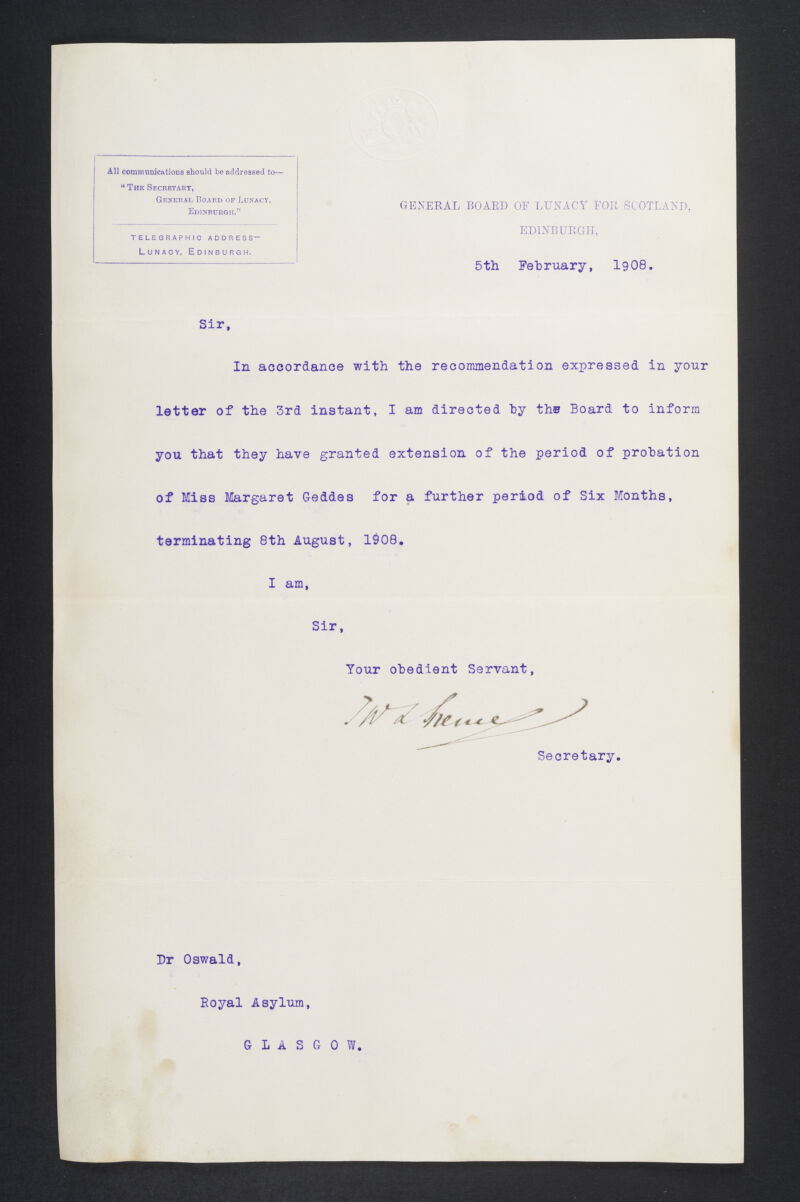 All communications should be addressed to—
"The Secretary,
General Board of Lunacy,
Edinburgh."
TELEGRAPHIC ADDRESS—
Lunacy, Edinburgh.
GENERAL BOARD OF LUNACY FOR SCOTLAND,
EDINBURGH,
5th February, 1908.
Sir,
In accordance with the recommendation expressed in your
letter of the 3rd instant, I am directed by the Board to inform
you that they have granted extension of the period of probation
of Miss Margaret Geddes for a further period of Six Months,
terminating 8th August, 1908.
I am,
Sir,
Your obedient Servant,
Secretary.
Dr Oswald,
Royal Asylum,
GLASGOW.